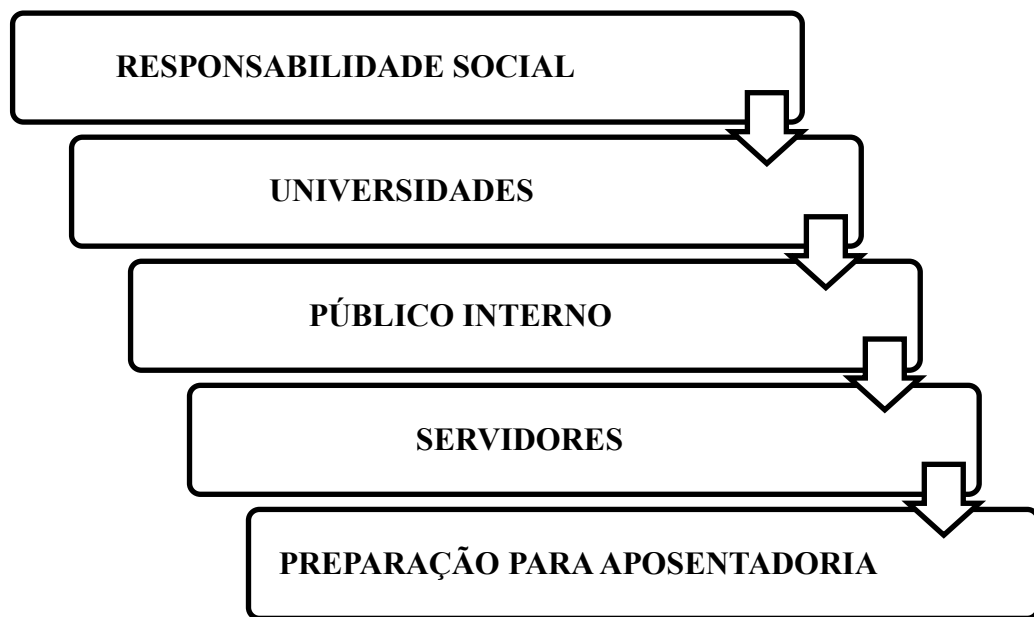 RESPONSABILIDADE SOCIAL
UNIVERSIDADES
PÚBLICO INTERNO
SERVIDORES
PREPARAÇÃO PARA APOSENTADORIA